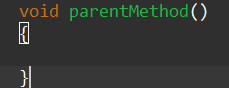 void parentMethod()
{
}